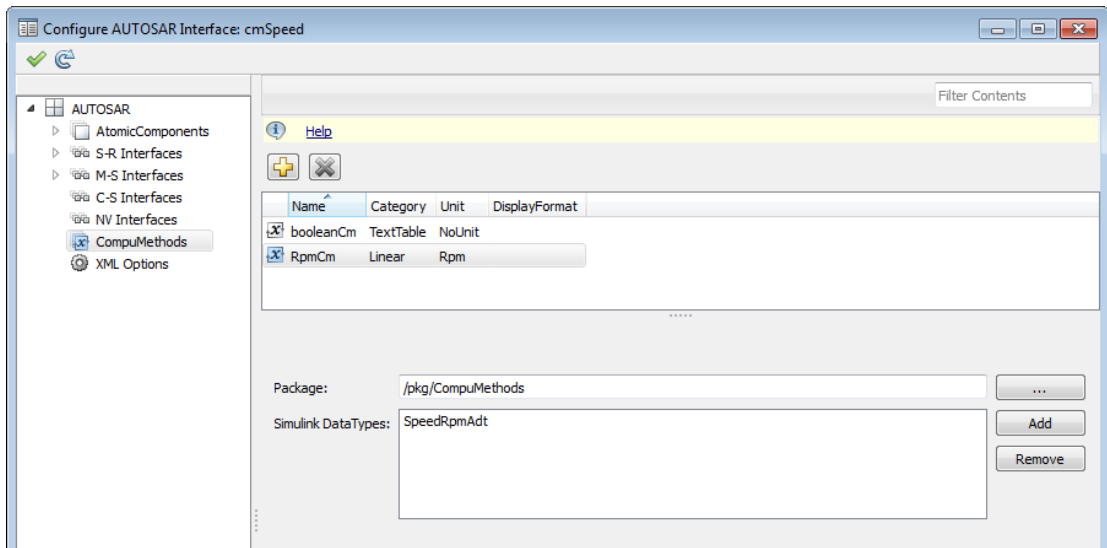 Configure AUTOSAR Interface: cmSpeed
Filter Contents
AUTOSAR
AtomicComponents
S-R Interfaces
M-S Interfaces
C-S Interfaces
NV Interfaces
CompuMethods
XML Options
Help
Name Category Unit DisplayFormat
booleanCm TextTable NoUnit
RpmCm Linear Rpm
Package: /pkg/CompuMethods ...
Simulink DataTypes: SpeedRpmAdt Add
Remove